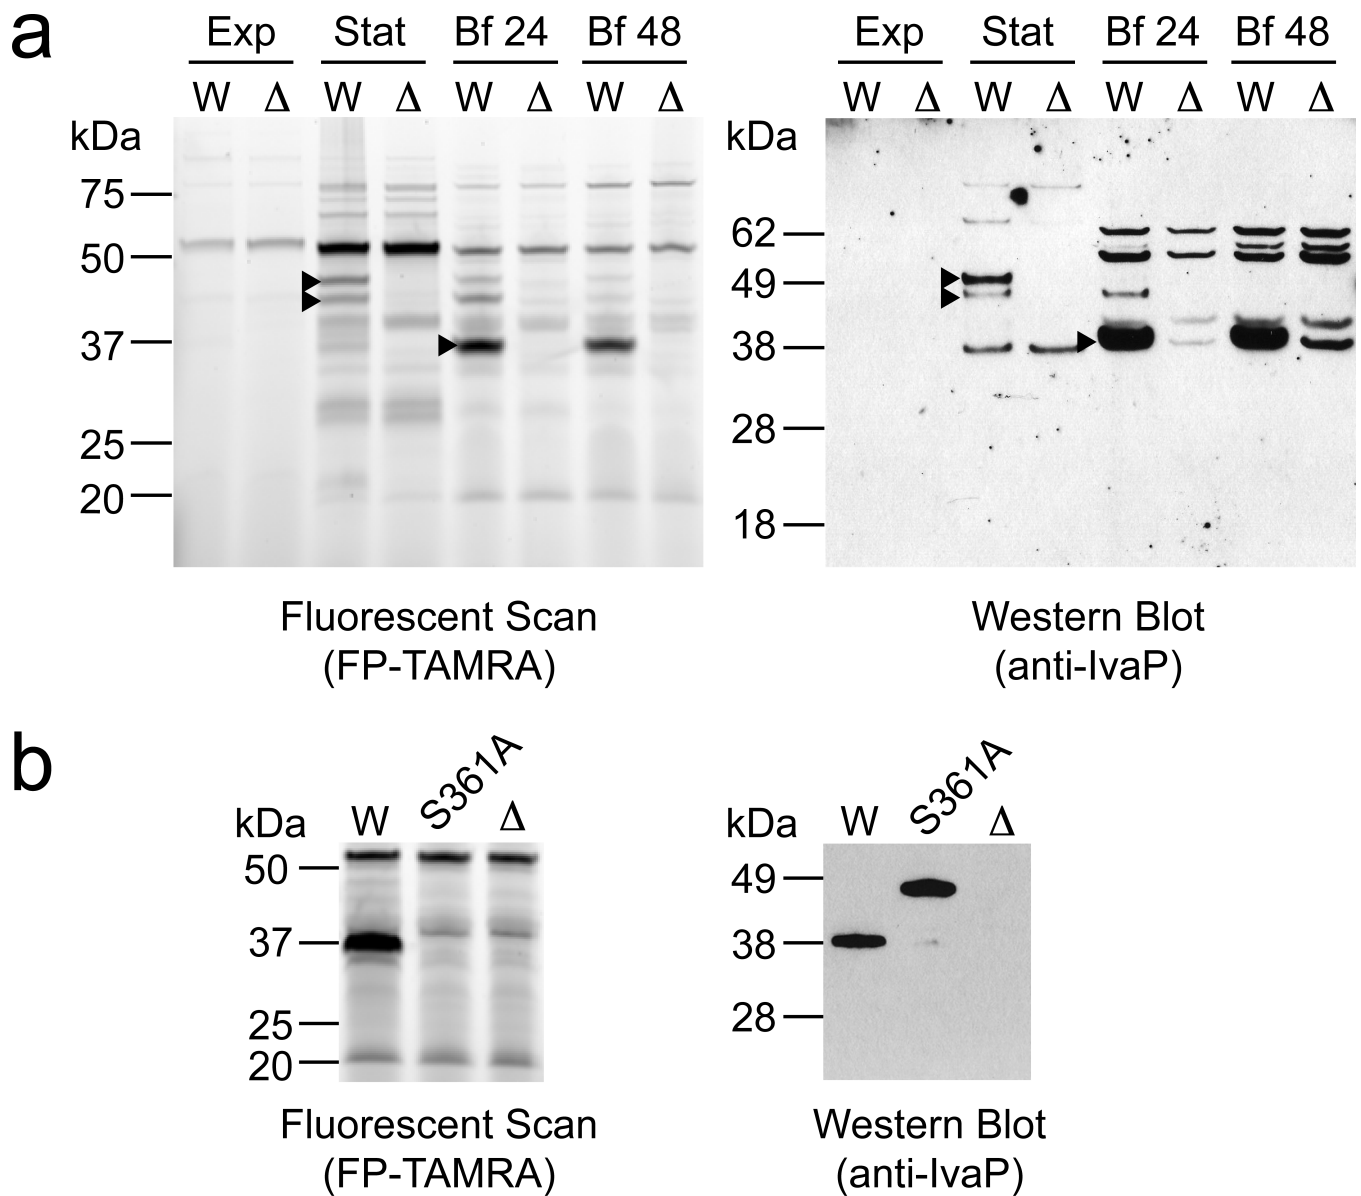 a
Exp Stat Bf 24 Bf 48
W Δ W Δ W Δ W Δ
kDa
75
50
37
25
20
Fluorescent Scan
(FP-TAMRA)
Exp Stat Bf 24 Bf 48
W Δ W Δ W Δ W Δ
kDa
62
49
38
28
18
Western Blot
(anti-IvaP)
b
kDa W S361A Δ
50
37
25
20
Fluorescent Scan
(FP-TAMRA)
kDa W S361A Δ
49
38
28
Western Blot
(anti-IvaP)